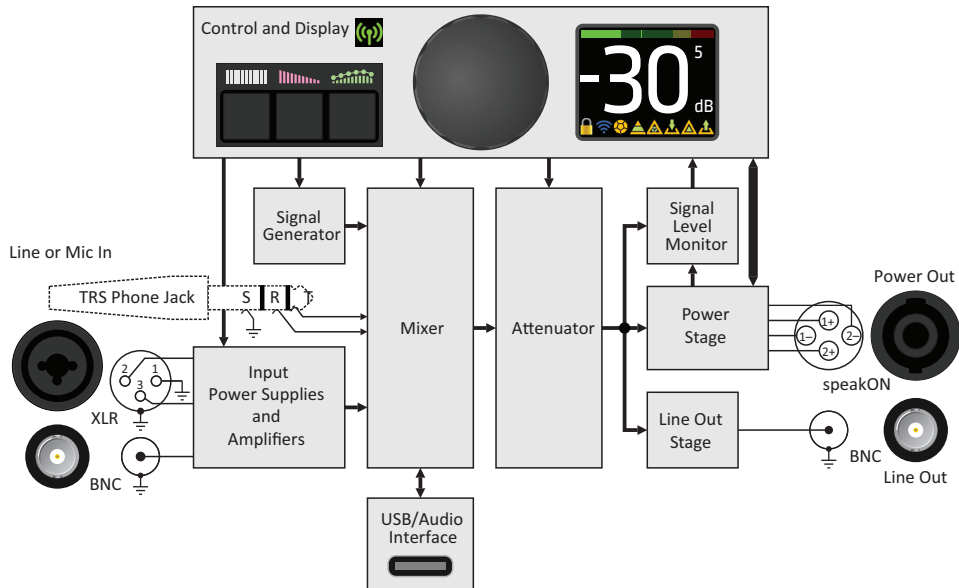 Control and Display
-30 5 dB
Signal
Generator
Signal
Level
Monitor
Line or Mic In
TRS Phone Jack
S R T
Mixer
Attenuator
Power
Stage
Power Out
1+
1– 2–
2+
speakON
2 1
3
XLR
Input
Power Supplies
and
Amplifiers
Line Out
Stage
BNC
BNC
Line Out
USB/Audio
Interface